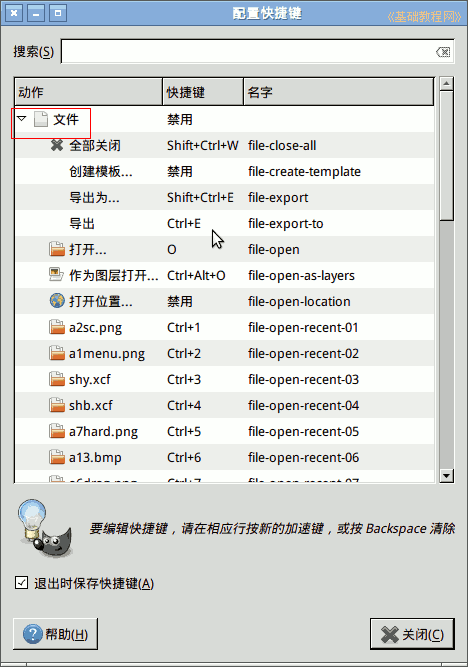 配置快捷键
《基础教程网》
搜索(S)
动作 快捷键 名字
文件 禁用
全部关闭 Shift+Ctrl+W file-close-all
创建模板... 禁用 file-create-template
导出为... Shift+Ctrl+E file-export
导出 Ctrl+E file-export-to
打开... O file-open
作为图层打开... Ctrl+Alt+O file-open-as-layers
打开位置... 禁用 file-open-location
a2sc.png Ctrl+1 file-open-recent-01
a1menu.png Ctrl+2 file-open-recent-02
shy.xcf Ctrl+3 file-open-recent-03
shb.xcf Ctrl+4 file-open-recent-04
a7hard.png Ctrl+5 file-open-recent-05
a13.bmp Ctrl+6 file-open-recent-06
Ctrl+7 file-open-recent-07
要编辑快捷键，请在相应行按新的加速键，或按 Backspace 清除
退出时保存快捷键(A)
帮助(H) 关闭(C)